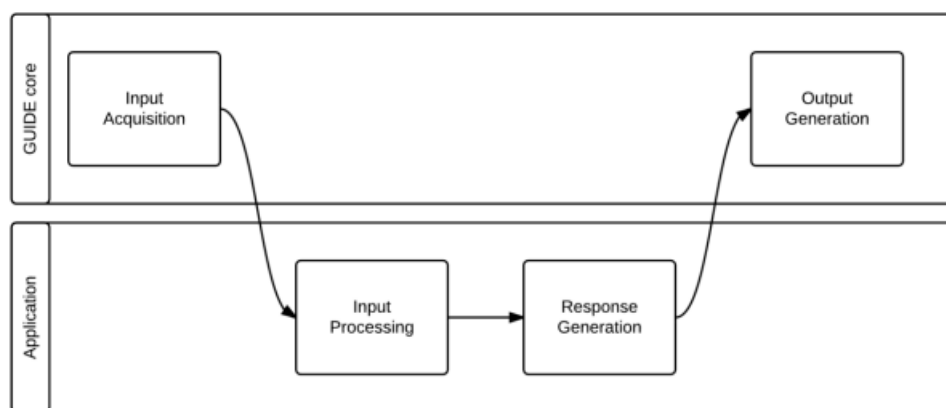 GUIDE core
Input
Acquisition
Output
Generation
Application
Input
Processing
Response
Generation